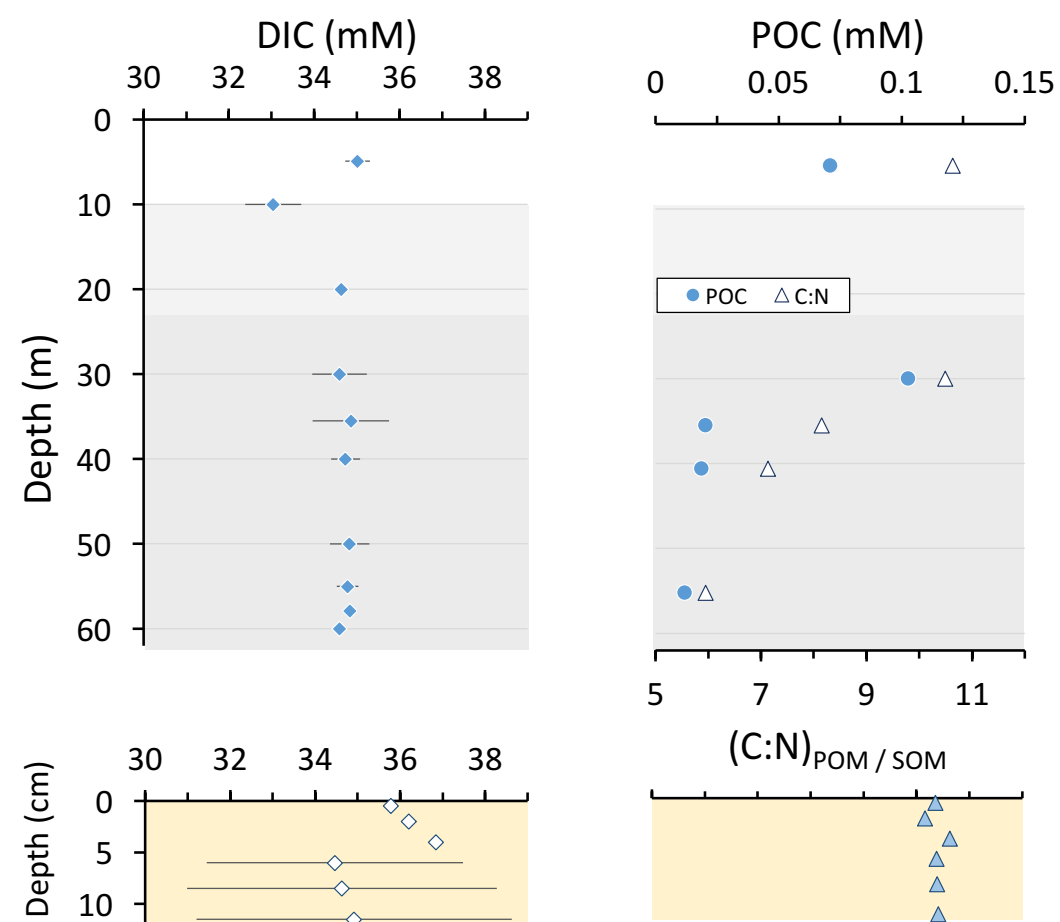 DIC (mM)
30 32 34 36 38
0
10
20
30
40
50
60
Depth (m)
POC (mM)
0 0.05 0.1 0.15
POC C:N
5 7 9 11
(C:N)POM / SOM
30 32 34 36 38
0
5
10
Depth (cm)